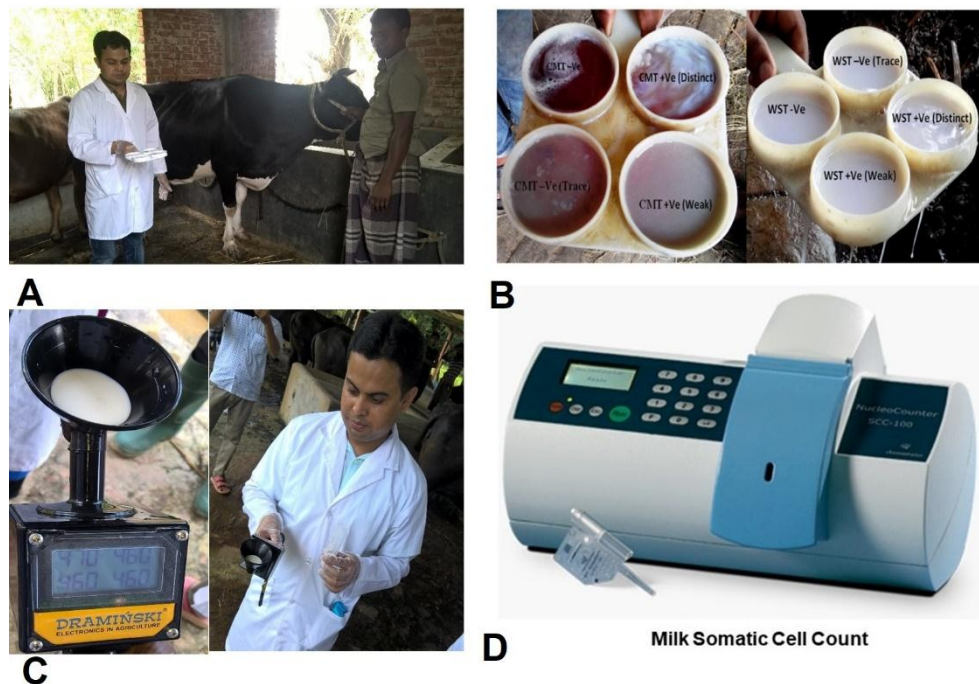 A
CMT -Ve
CMT +Ve (Distinct)
CMT -Ve (Trace)
CMT +Ve (Weak)
WST -Ve (Trace)
WST -Ve
WST +Ve (Distinct)
WST +Ve (Weak)
B
410 460
460 460
DRAMIŃSKI
ELECTRONICS IN AGRICULTURE
C
NucleoCounter
SCC-100
D
Milk Somatic Cell Count